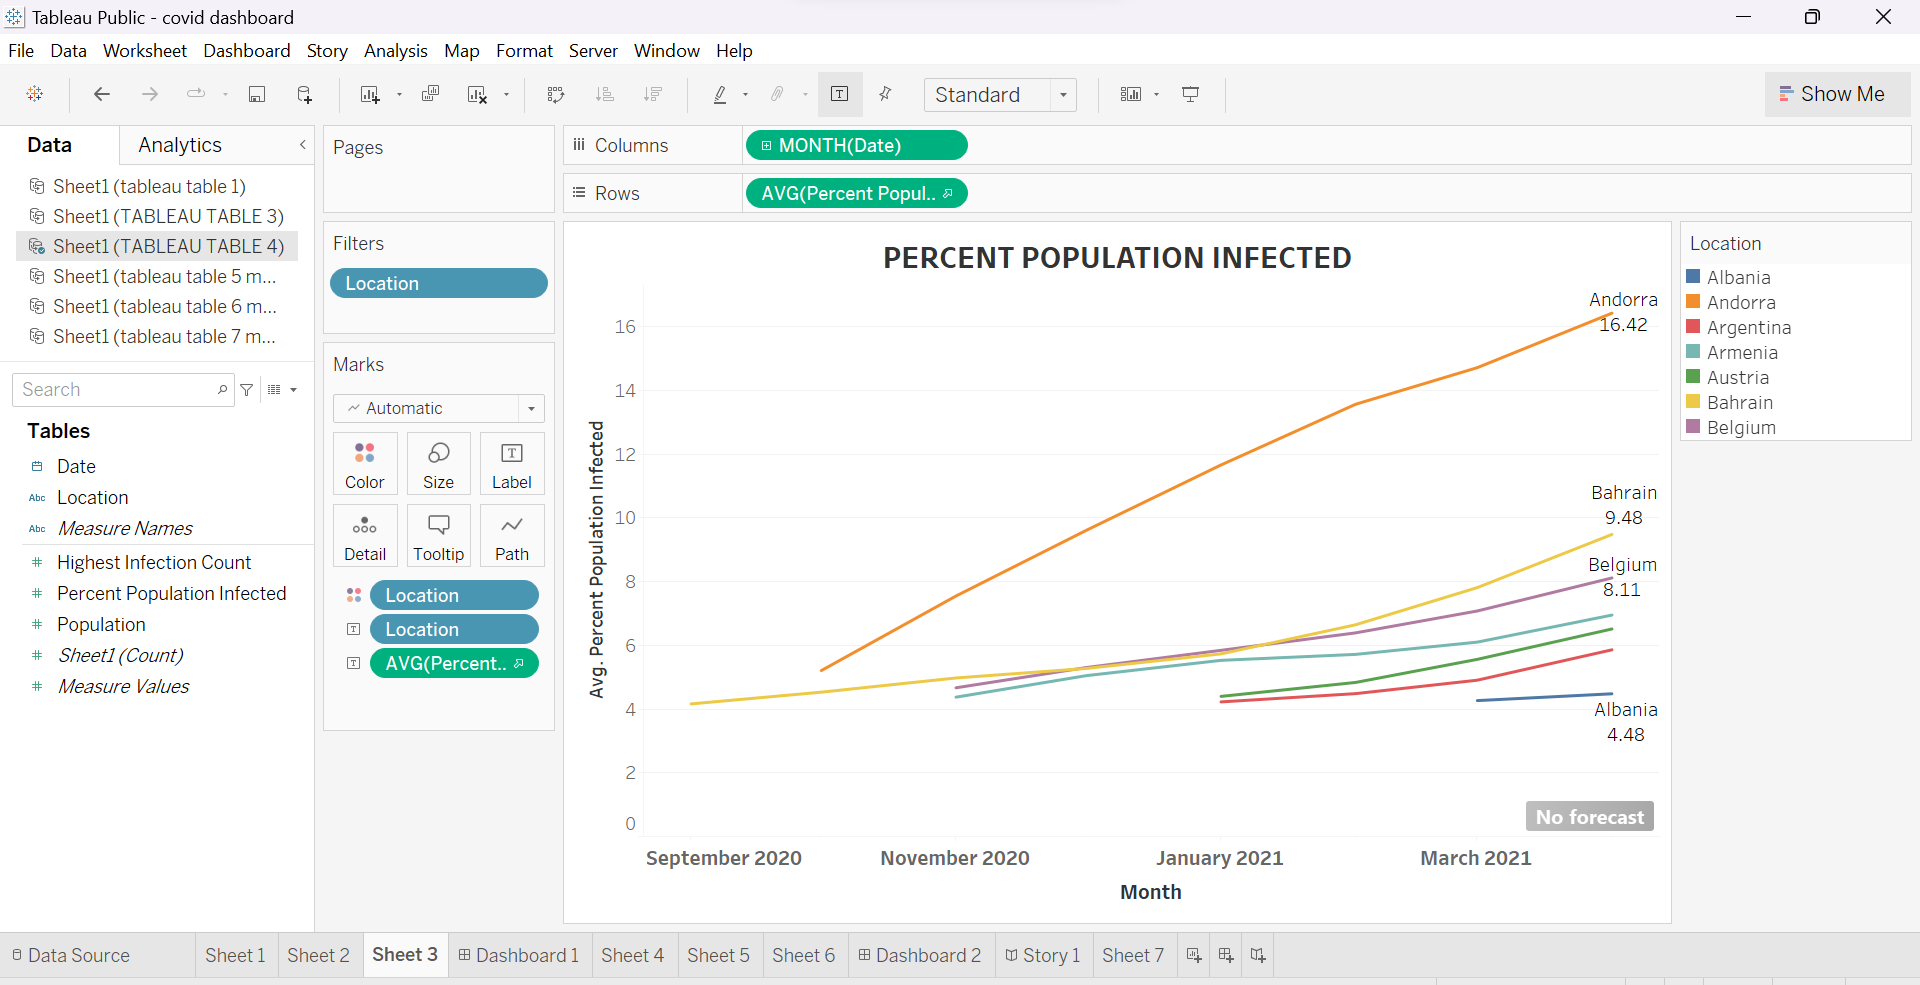 Tableau Public - covid dashboard
File Data Worksheet Dashboard Story Analysis Map Format Server Window Help
Standard
Show Me
Data Analytics
Sheet1 (tableau table 1)
Sheet1 (TABLEAU TABLE 3)
Sheet1 (TABLEAU TABLE 4)
Sheet1 (tableau table 5 m...
Sheet1 (tableau table 6 m...
Sheet1 (tableau table 7 m...
Search
Tables
Date
Abc Location
Abc Measure Names
# Highest Infection Count
# Percent Population Infected
# Population
# Sheet1 (Count)
# Measure Values
Pages
Filters
Location
Marks
Automatic
Color Size Label
Detail Tooltip Path
Location
T Location
T AVG(Percent..
Columns MONTH(Date)
Rows AVG(Percent Popul..
PERCENT POPULATION INFECTED
Avg. Percent Population Infected
16
14
12
10
8
6
4
2
0
Andorra
16.42
Bahrain
9.48
Belgium
8.11
Albania
4.48
No forecast
September 2020 November 2020 January 2021 March 2021
Month
Location
Albania
Andorra
Argentina
Armenia
Austria
Bahrain
Belgium
Data Source Sheet 1 Sheet 2 Sheet 3 Dashboard 1 Sheet 4 Sheet 5 Sheet 6 Dashboard 2 Story 1 Sheet 7